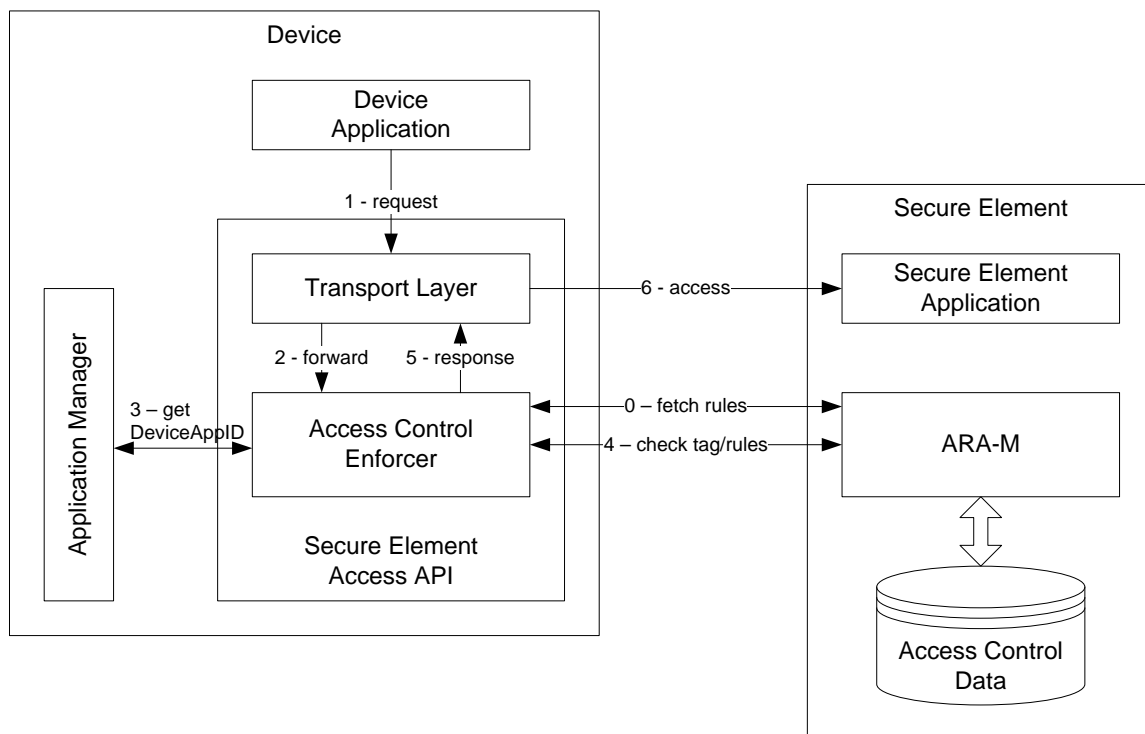 Device
Device
Application
1 - request
Secure Element
Transport Layer
6 - access
Secure Element
Application
2 - forward
5 - response
Application Manager
3 – get
DeviceAppID
Access Control
Enforcer
0 – fetch rules
4 – check tag/rules
ARA-M
Secure Element
Access API
Access Control
Data